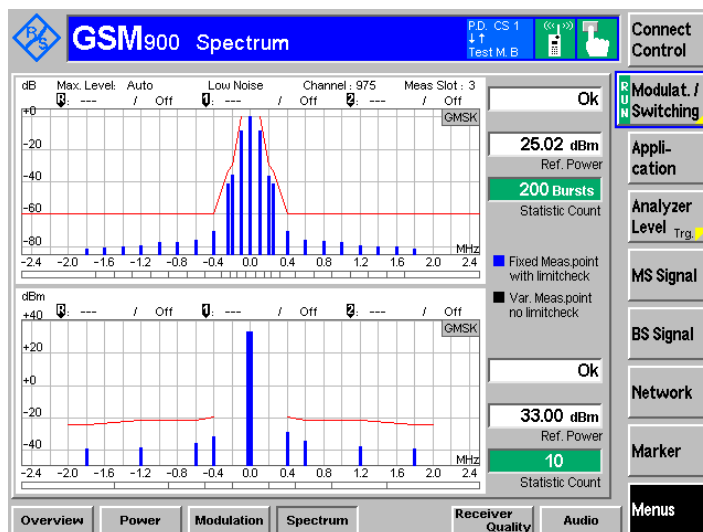 R/S
GSM900 Spectrum
P.D. CS 1
Test M. B
Connect Control
dB Max. Level: Auto Low Noise Channel : 975 Meas Slot : 3
R: --- / Off 1: --- / Off 2: --- / Off
GMSK
+0
-20
-40
-60
-80
MHz
-2.4 -2.0 -1.6 -1.2 -0.8 -0.4 0.0 0.4 0.8 1.2 1.6 2.0 2.4
Ok
25.02 dBm
Ref. Power
200 Bursts
Statistic Count
Fixed Meas.point
with limitcheck
Var. Meas.point
no limitcheck
dBm
R: --- / Off 1: --- / Off 2: --- / Off
GMSK
+40
+20
+0
-20
-40
MHz
-2.4 -2.0 -1.6 -1.2 -0.8 -0.4 0.0 0.4 0.8 1.2 1.6 2.0 2.4
Ok
33.00 dBm
Ref. Power
10
Statistic Count
RUN
Modulat. /
Switching
Appli-
cation
Analyzer
Level Trg.
MS Signal
BS Signal
Network
Marker
Menus
Overview Power Modulation Spectrum Receiver Quality Audio